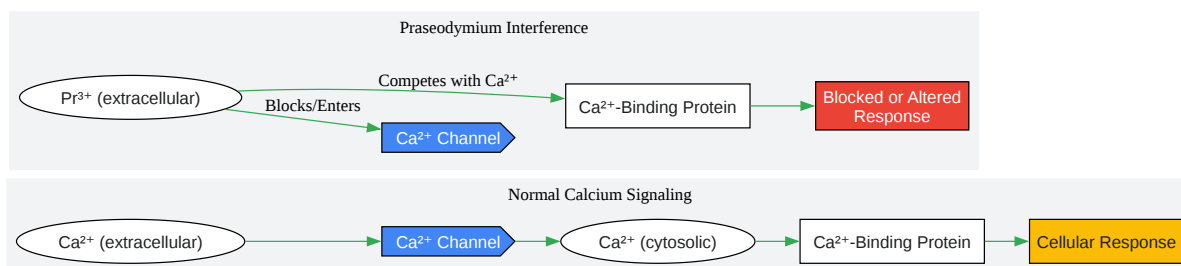 Praseodymium Interference
Competes with Ca²⁺
Pr³⁺ (extracellular)
Blocks/Enters
Ca²⁺-Binding Protein
Blocked or Altered
Response
Ca²⁺ Channel
Normal Calcium Signaling
Ca²⁺ (extracellular)
Ca²⁺ Channel
Ca²⁺ (cytosolic)
Ca²⁺-Binding Protein
Cellular Response